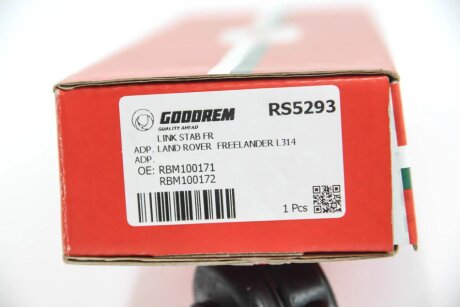 GOODREM
QUALITY AHEAD
RS5293
LINK STAB FR
ADP. LAND ROVER FREELANDER L314
ADP.
OE: RBM100171
RBM100172
1 Pcs